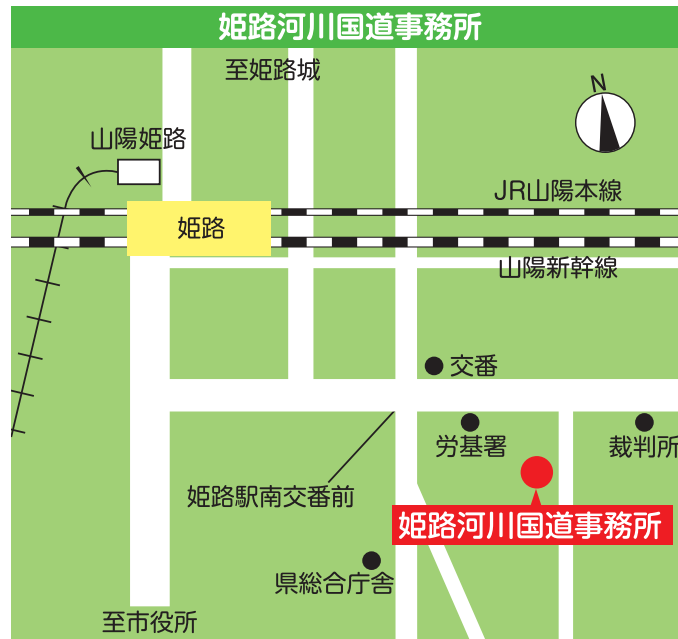 姫路河川国道事務所
至姫路城
N
山陽姫路
JR山陽本線
姫路
山陽新幹線
交番
労基署
裁判所
姫路駅南交番前
姫路河川国道事務所
県総合庁舎
至市役所